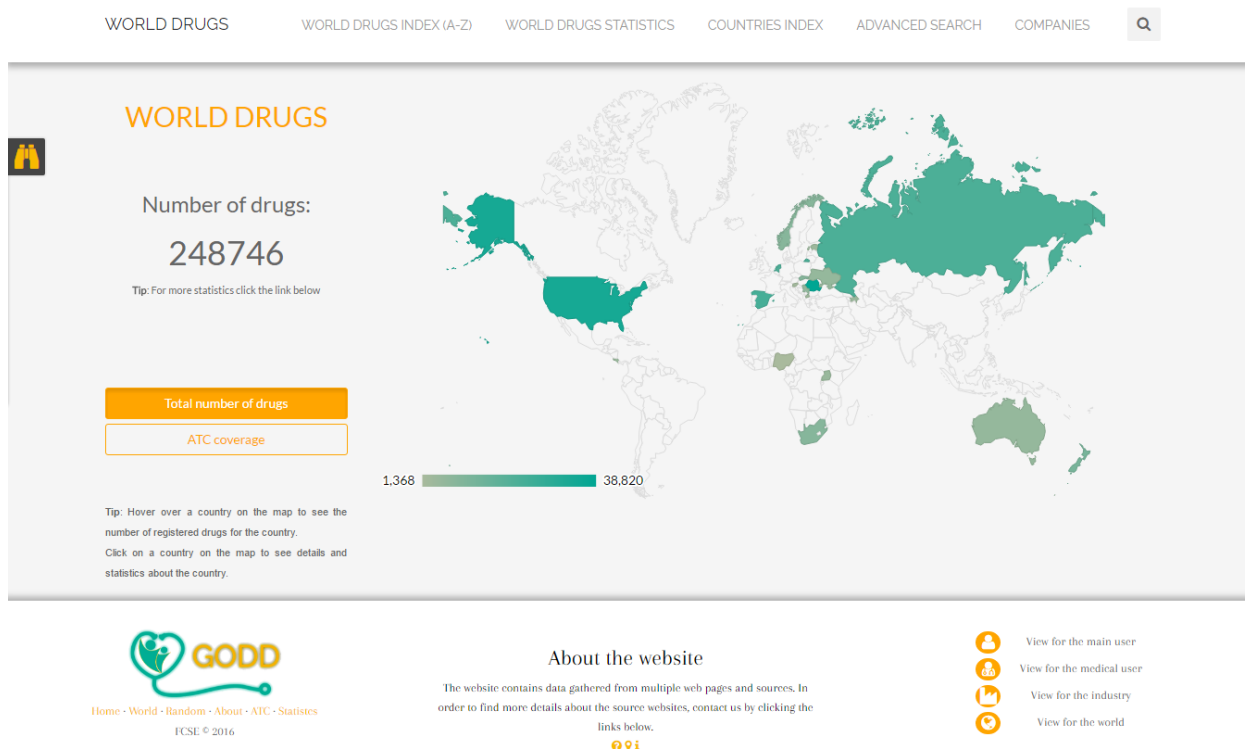 WORLD DRUGS
WORLD DRUGS INDEX (A-Z)
WORLD DRUGS STATISTICS
COUNTRIES INDEX
ADVANCED SEARCH
COMPANIES
WORLD DRUGS
Number of drugs:
248746
Tip: For more statistics click the link below
Total number of drugs
ATC coverage
1,368
38,820
Tip: Hover over a country on the map to see the
number of registered drugs for the country.
Click on a country on the map to see details and
statistics about the country.
GODD
Home · World · Random · About · ATC · Statistcs
FCSE © 2016
About the website
The website contains data gathered from multiple web pages and sources. In
order to find more details about the source websites, contact us by clicking the
links below.
View for the main user
View for the medical user
View for the industry
View for the world